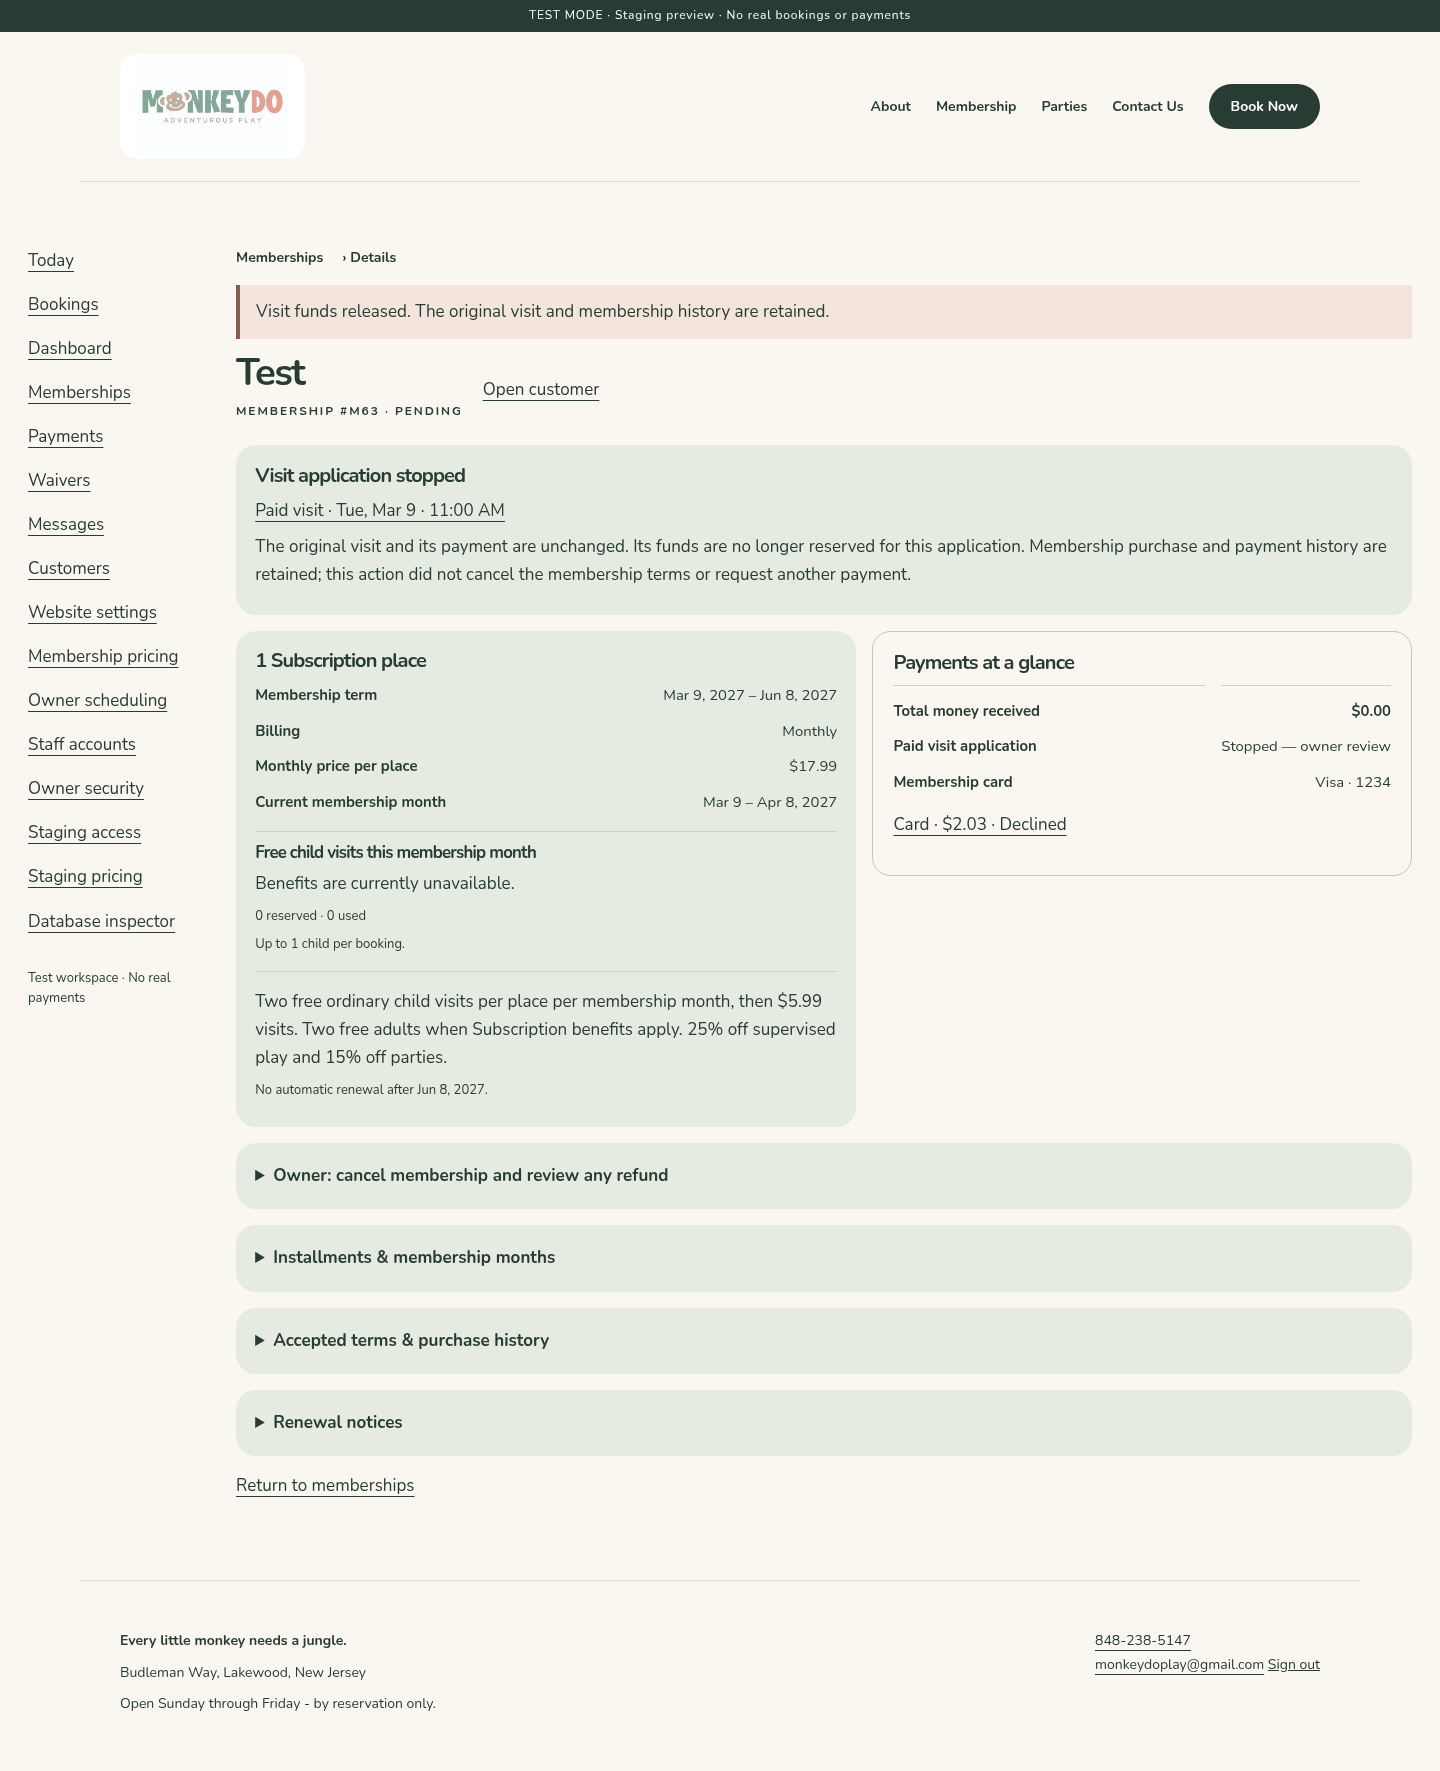 TEST MODE · Staging preview · No real bookings or payments
MONKEYDO
ADVENTUROUS PLAY
About
Membership
Parties
Contact Us
Book Now
Today
Bookings
Dashboard
Memberships
Payments
Waivers
Messages
Customers
Website settings
Membership pricing
Owner scheduling
Staff accounts
Owner security
Staging access
Staging pricing
Database inspector
Test workspace · No real
payments
Memberships › Details
Visit funds released. The original visit and membership history are retained.
Test
MEMBERSHIP #M63 · PENDING
Open customer
Visit application stopped
Paid visit · Tue, Mar 9 · 11:00 AM
The original visit and its payment are unchanged. Its funds are no longer reserved for this application. Membership purchase and payment history are
retained; this action did not cancel the membership terms or request another payment.
1 Subscription place
Membership term Mar 9, 2027 – Jun 8, 2027
Billing Monthly
Monthly price per place $17.99
Current membership month Mar 9 – Apr 8, 2027
Free child visits this membership month
Benefits are currently unavailable.
0 reserved · 0 used
Up to 1 child per booking.
Two free ordinary child visits per place per membership month, then $5.99
visits. Two free adults when Subscription benefits apply. 25% off supervised
play and 15% off parties.
No automatic renewal after Jun 8, 2027.
Payments at a glance
Total money received $0.00
Paid visit application Stopped — owner review
Membership card Visa · 1234
Card · $2.03 · Declined
Owner: cancel membership and review any refund
Installments & membership months
Accepted terms & purchase history
Renewal notices
Return to memberships
Every little monkey needs a jungle.
Budleman Way, Lakewood, New Jersey
Open Sunday through Friday - by reservation only.
848-238-5147
monkeydoplay@gmail.com Sign out